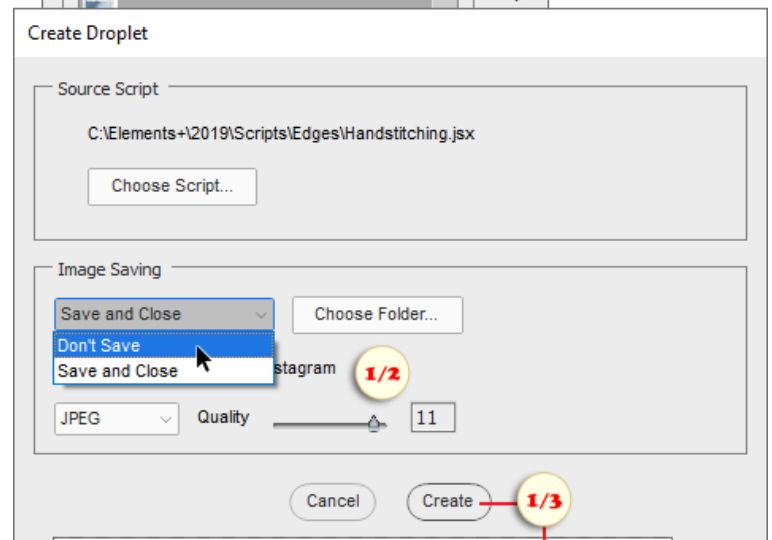 Create Droplet
Source Script
C:\Elements+\2019\Scripts\Edges\Handstitching.jsx
Choose Script...
Image Saving
Save and Close
Choose Folder...
Don't Save
Save and Close
stagram
1/2
JPEG
Quality
11
Cancel
Create
1/3